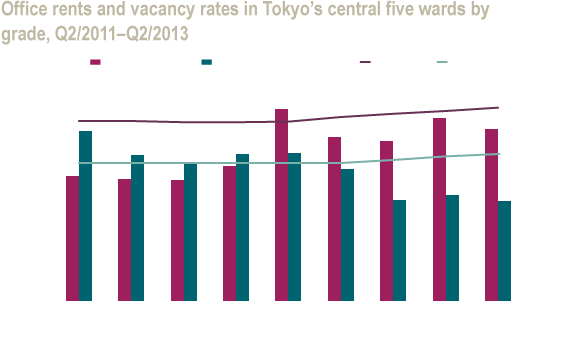 Office rents and vacancy rates in Tokyo’s central five wards by
grade, Q2/2011–Q2/2013